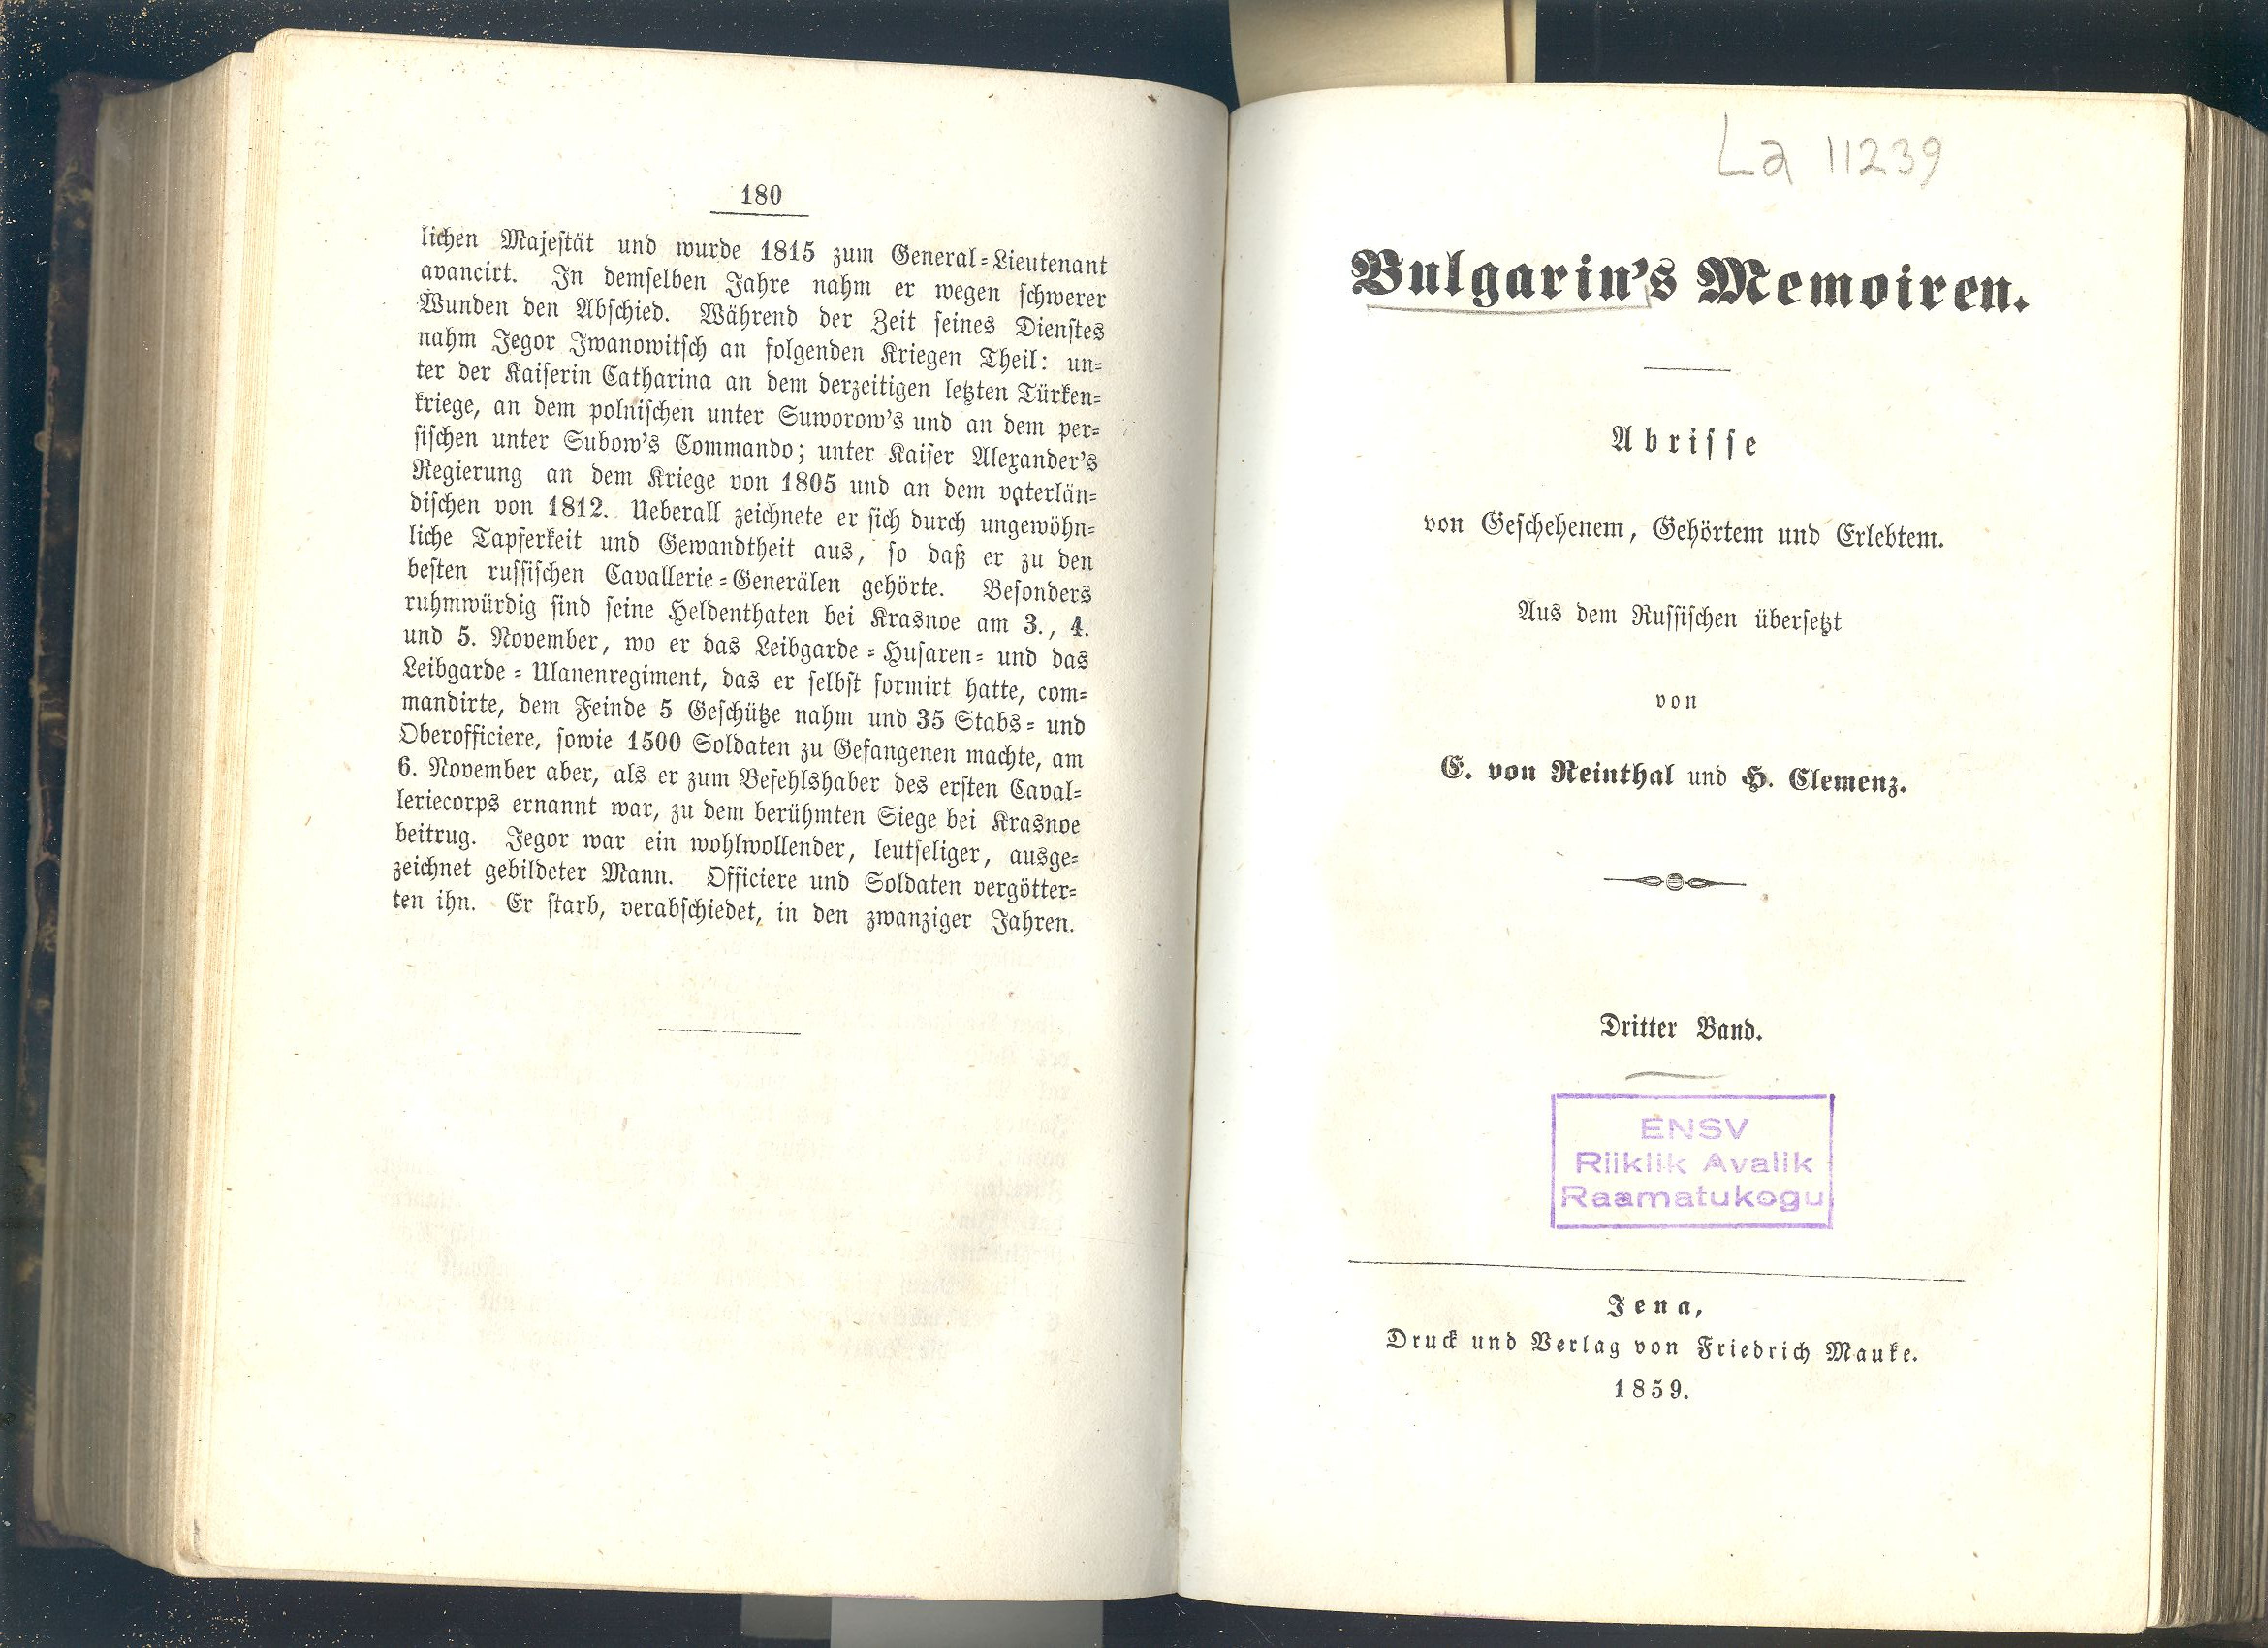 180
lichen Majeſtät und wurde 1815 zum General=Lieutenant
avancirt. In demſelben Jahre nahm er wegen ſchwerer
Wunden den Abſchied. Während der Zeit ſeines Dienſtes
nahm Jegor Iwanowitſch an folgenden Kriegen Theil: un=
ter der Kaiſerin Catharina an dem derzeitigen letzten Türken=
kriege, an dem polniſchen unter Suworow's und an dem per=
ſiſchen unter Subow's Commando; unter Kaiſer Alexander's
Regierung an dem Kriege von 1805 und an dem vaterlän=
diſchen von 1812. Ueberall zeichnete er ſich durch ungewöhn=
liche Tapferkeit und Gewandtheit aus, ſo daß er zu den
beſten ruſſiſchen Cavallerie=Generälen gehörte. Beſonders
ruhmwürdig ſind ſeine Heldenthaten bei Krasnoe am 3., 4.
und 5. November, wo er das Leibgarde=Huſaren= und das
Leibgarde=Ulanenregiment, das er ſelbſt formirt hatte, com=
mandirte, dem Feinde 5 Geſchütze nahm und 35 Stabs= und
Oberofficiere, ſowie 1500 Soldaten zu Gefangenen machte, am
6. November aber, als er zum Befehlshaber des erſten Caval=
leriecorps ernannt war, zu dem berühmten Siege bei Krasnoe
beitrug. Jegor war ein wohlwollender, leutſeliger, ausge=
zeichnet gebildeter Mann. Officiere und Soldaten vergötter=
ten ihn. Er ſtarb, verabſchiedet, in den zwanziger Jahren.
La 11239
Bulgarin's Memoiren.
Abriſſe
von Geſchehenem, Gehörtem und Erlebtem.
Aus dem Ruſſiſchen überſetzt
von
E. von Reinthal und H. Clemenz.
Dritter Band.
ENSV
Riiklik Avalik
Raamatukogu
Jena,
Druck und Verlag von Friedrich Mauke.
1859.